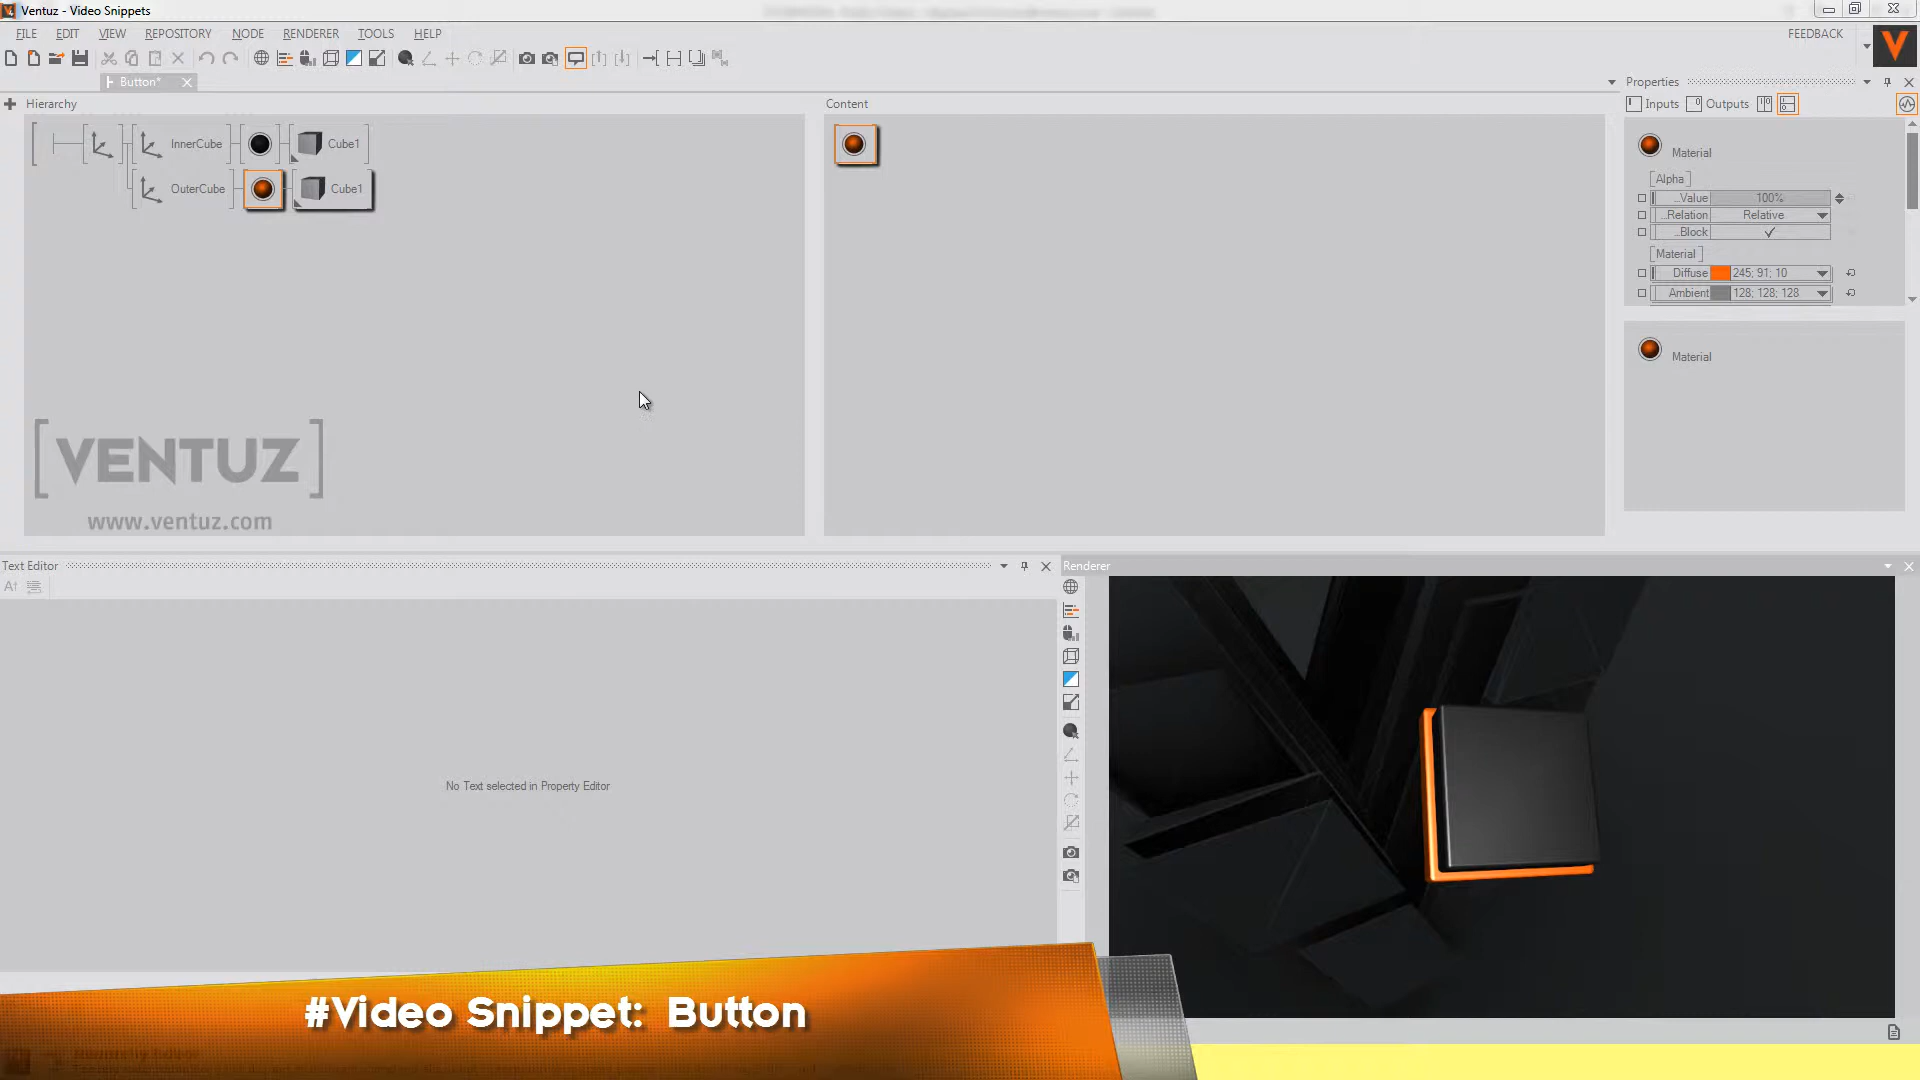 Ventuz - Video Snippets
FILE EDIT VIEW REPOSITORY NODE RENDERER TOOLS HELP
FEEDBACK
Button*
Properties
Hierarchy
Content
Inputs Outputs
InnerCube Cube1
OuterCube Cube1
Material
[Alpha]
..Value 100%
..Relation Relative
..Block
[Material]
Diffuse 245; 91; 10
Ambient 128; 128; 128
Material
[VENTUZ]
www.ventuz.com
Text Editor
Renderer
No Text selected in Property Editor
#Video Snippet: Button